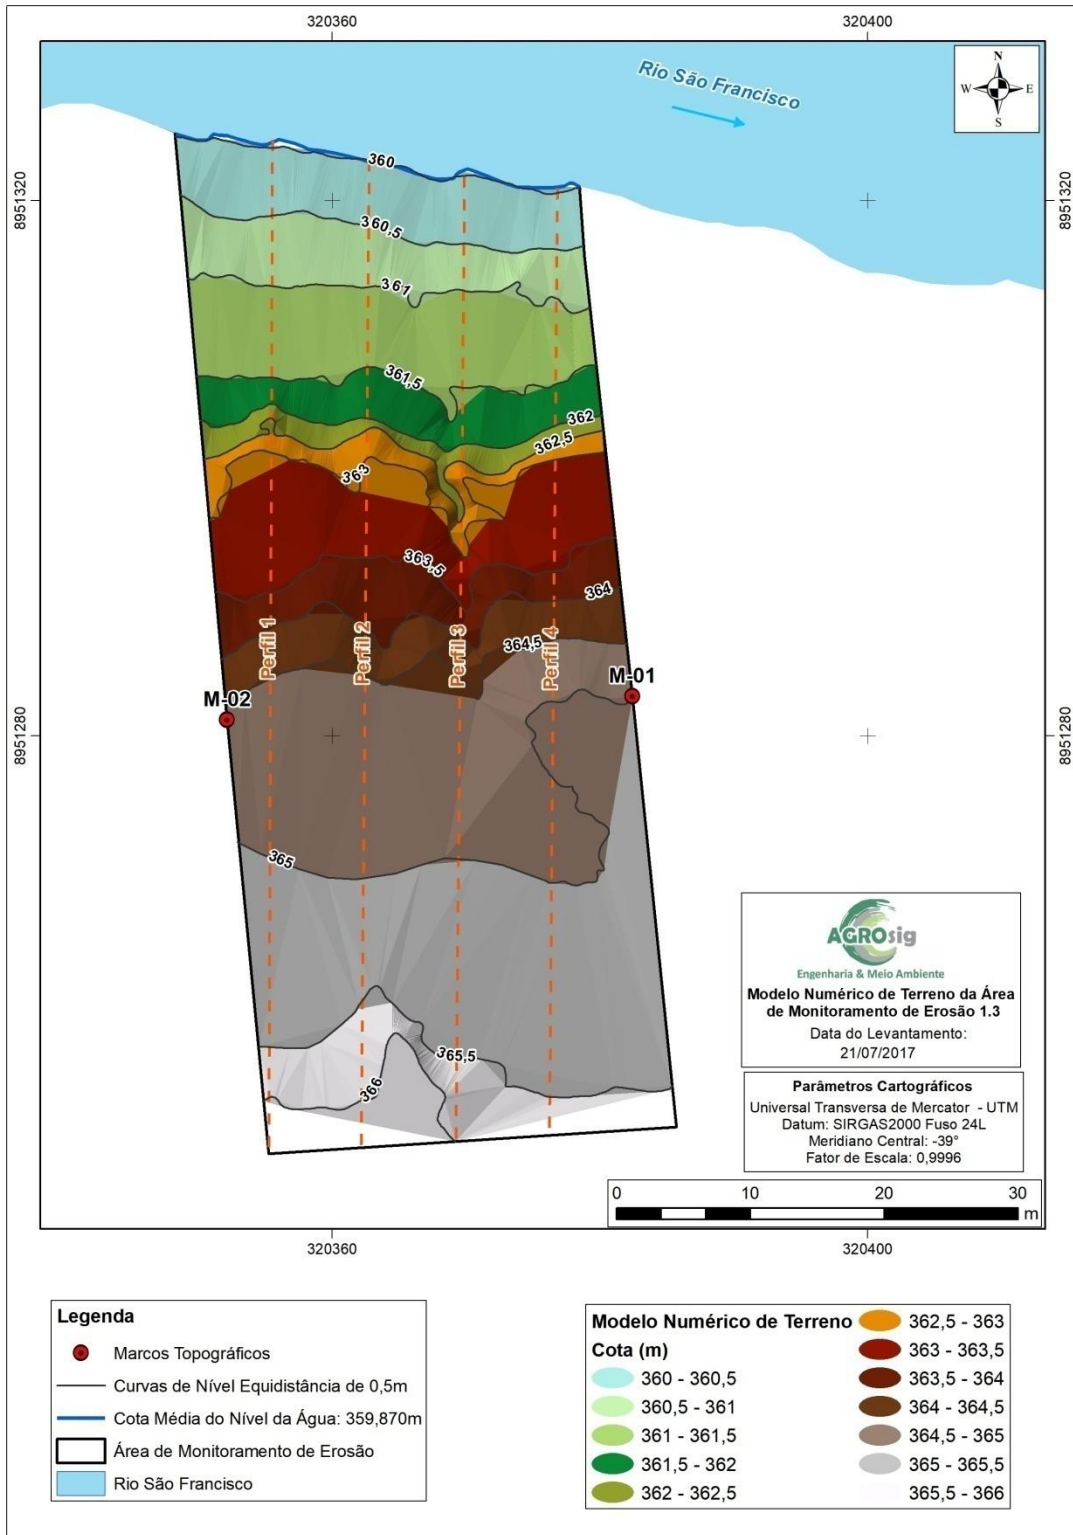 320360
320400
Rio São Francisco
N
W
E
S
8951320
8951320
360
360,5
361
361,5
362
362,5
363
363,5
364
364,5
Perfil 1
Perfil 2
Perfil 3
Perfil 4
M-01
M-02
8951280
8951280
365
365,5
366
AGROsig
Engenharia & Meio Ambiente
Modelo Numérico de Terreno da Área
de Monitoramento de Erosão 1.3
Data do Levantamento:
21/07/2017
Parâmetros Cartográficos
Universal Transversa de Mercator - UTM
Datum: SIRGAS2000 Fuso 24L
Meridiano Central: -39°
Fator de Escala: 0,9996
0 10 20 30
m
320360
320400
Legenda
Marcos Topográficos
Curvas de Nível Equidistância de 0,5m
Cota Média do Nível da Água: 359,870m
Área de Monitoramento de Erosão
Rio São Francisco
Modelo Numérico de Terreno
Cota (m)
360 - 360,5
360,5 - 361
361 - 361,5
361,5 - 362
362 - 362,5
362,5 - 363
363 - 363,5
363,5 - 364
364 - 364,5
364,5 - 365
365 - 365,5
365,5 - 366